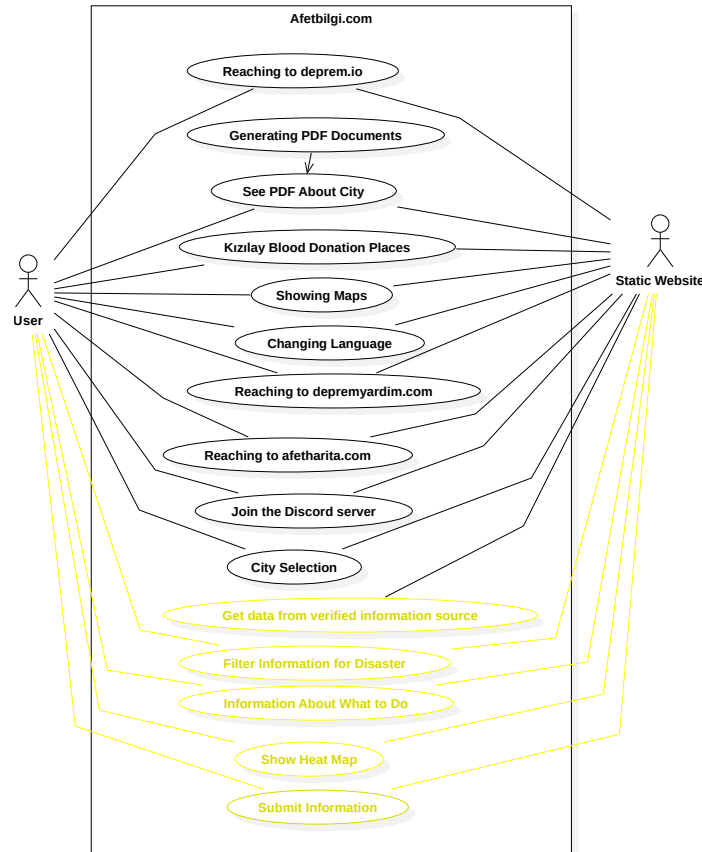 Afetbilgi.com
Reaching to deprem.io
Generating PDF Documents
See PDF About City
Kızılay Blood Donation Places
Static Website
Showing Maps
User
Changing Language
Reaching to depremyardim.com
Reaching to afetharita.com
Join the Discord server
City Selection
Get data from verified information source
Filter Information for Disaster
Information About What to Do
Show Heat Map
Submit Information